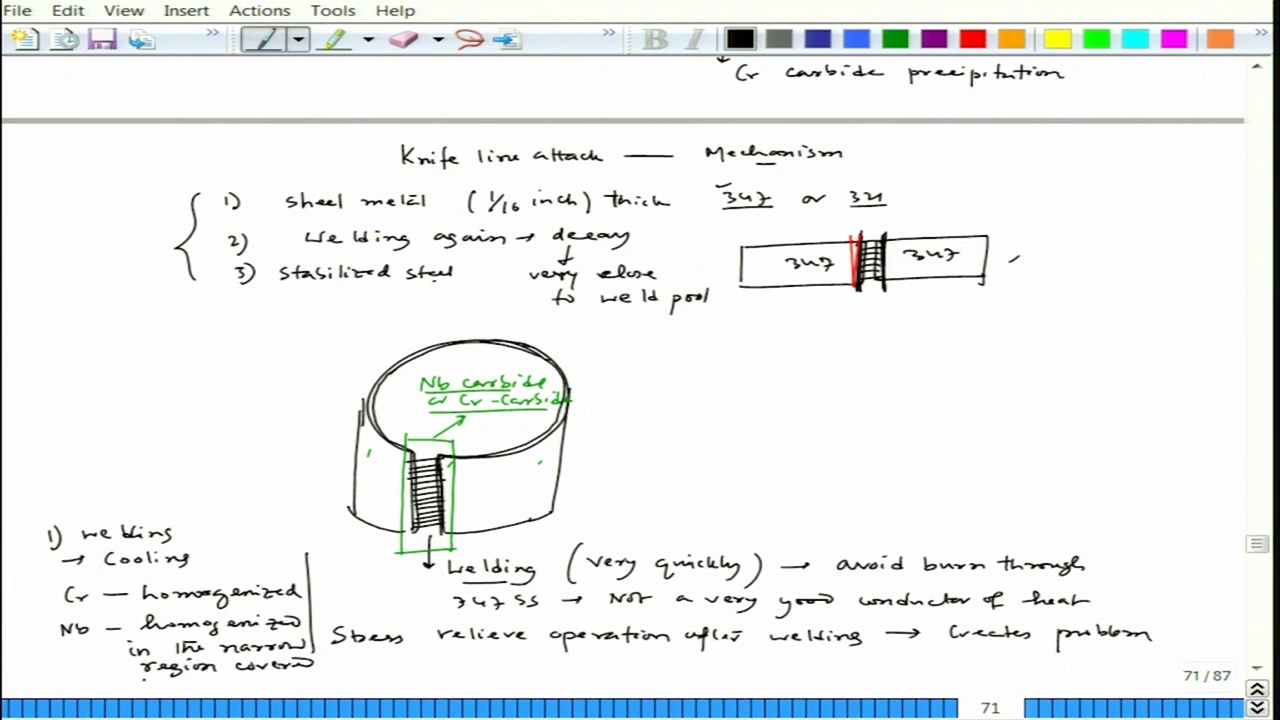 File Edit View Insert Actions Tools Help
B I
Cr carbide precipitation
Knife line attack — Mechanism
1) sheet metal (1/16 inch) thick 347 or 321
2) Welding again → decay
3) stabilized steel very close
to weld pool
347 347
Nb carbide
or Cr-Carbide
1) welding
→ Cooling
Cr — homogenized
Nb — homogenized
in the narrow
region covered
Welding (very quickly) → avoid burn through
347 SS → Not a very good conductor of heat
Stress relieve operation after welding → Creates problem
71 / 87
71